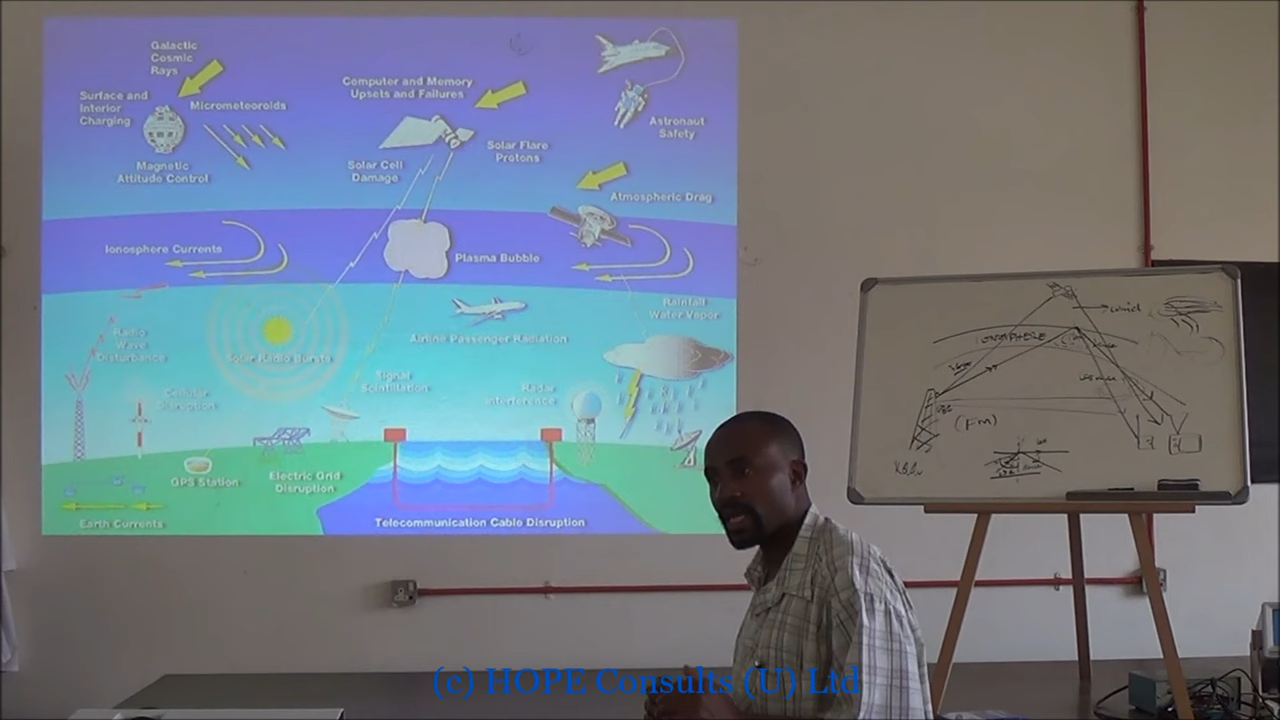 Galactic
Cosmic
Rays
Surface and
Interior
Charging
Micrometeoroids
Magnetic
Attitude Control
Computer and Memory
Upsets and Failures
Solar Cell
Damage
Solar Flare
Protons
Astronaut
Safety
Atmospheric Drag
Ionosphere Currents
Plasma Bubble
Rainfall
Water Vapor
Airline Passenger Radiation
Radio
Wave
Disturbance
Solar Radio Bursts
Signal
Scintillation
Cellular
Disruption
Radar
Interference
GPS Station
Electric Grid
Disruption
Earth Currents
Telecommunication Cable Disruption
IONOSPHERE
(FM)
(c) HOPE Consults (U) Ltd